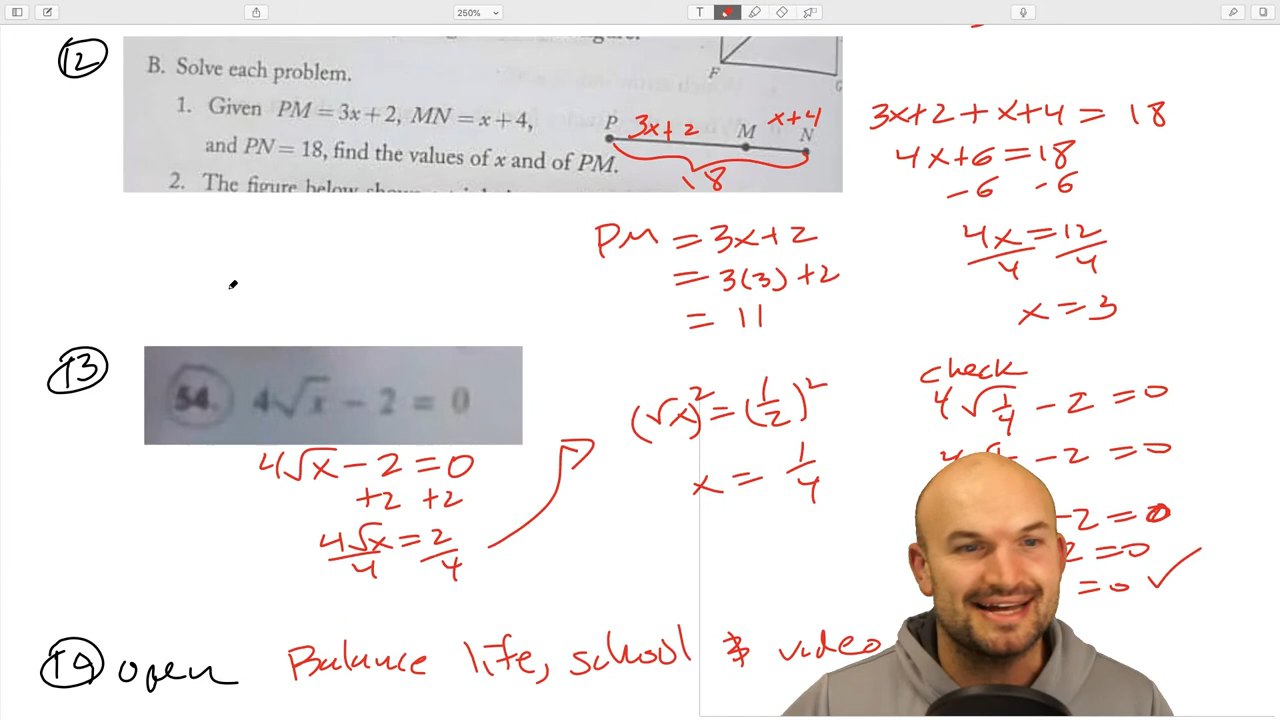 250%
T
12
B. Solve each problem.
F
1. Given PM = 3x + 2, MN = x + 4,
and PN = 18, find the values of x and of PM.
2. The figure below
P 3x+2 M x+4 N
18
3x+2 + x+4 = 18
4x+6 = 18
-6 -6
4x = 12
4 4
x = 3
PM = 3x+2
= 3(3) +2
= 11
13
54. 4√x − 2 = 0
4√x − 2 = 0
+2 +2
4√x = 2
4 4
(√x)² = (1/2)²
x = 1/4
check
4√1/4 − 2 = 0
− 2 = 0
−2 = 0
2 = 0
= 0 ✓
14 open Balance life, school & video